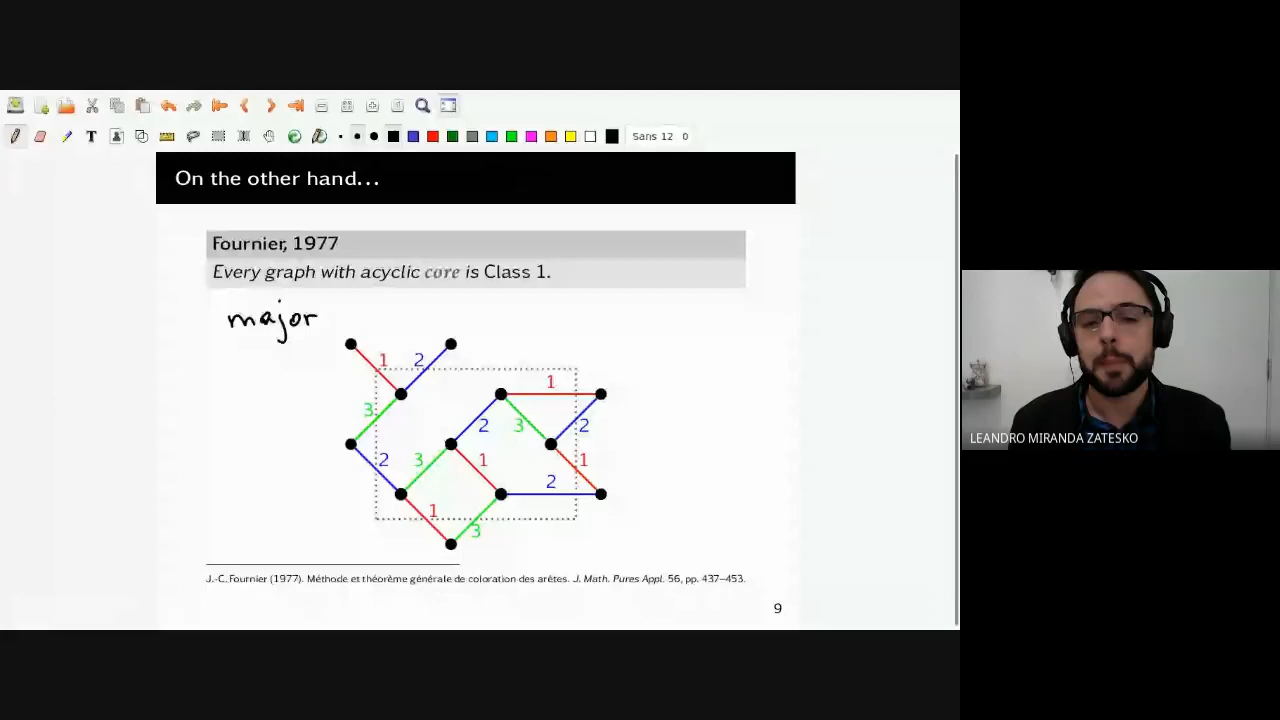 Sans 12 0
On the other hand...
Fournier, 1977
Every graph with acyclic core is Class 1.
major
1 2
1
3 2 3 2
2 3 1 1
2
1
3
J.-C. Fournier (1977). Méthode et théorème générale de coloration des arêtes. J. Math. Pures Appl. 56, pp. 437–453.
9
LEANDRO MIRANDA ZATESKO